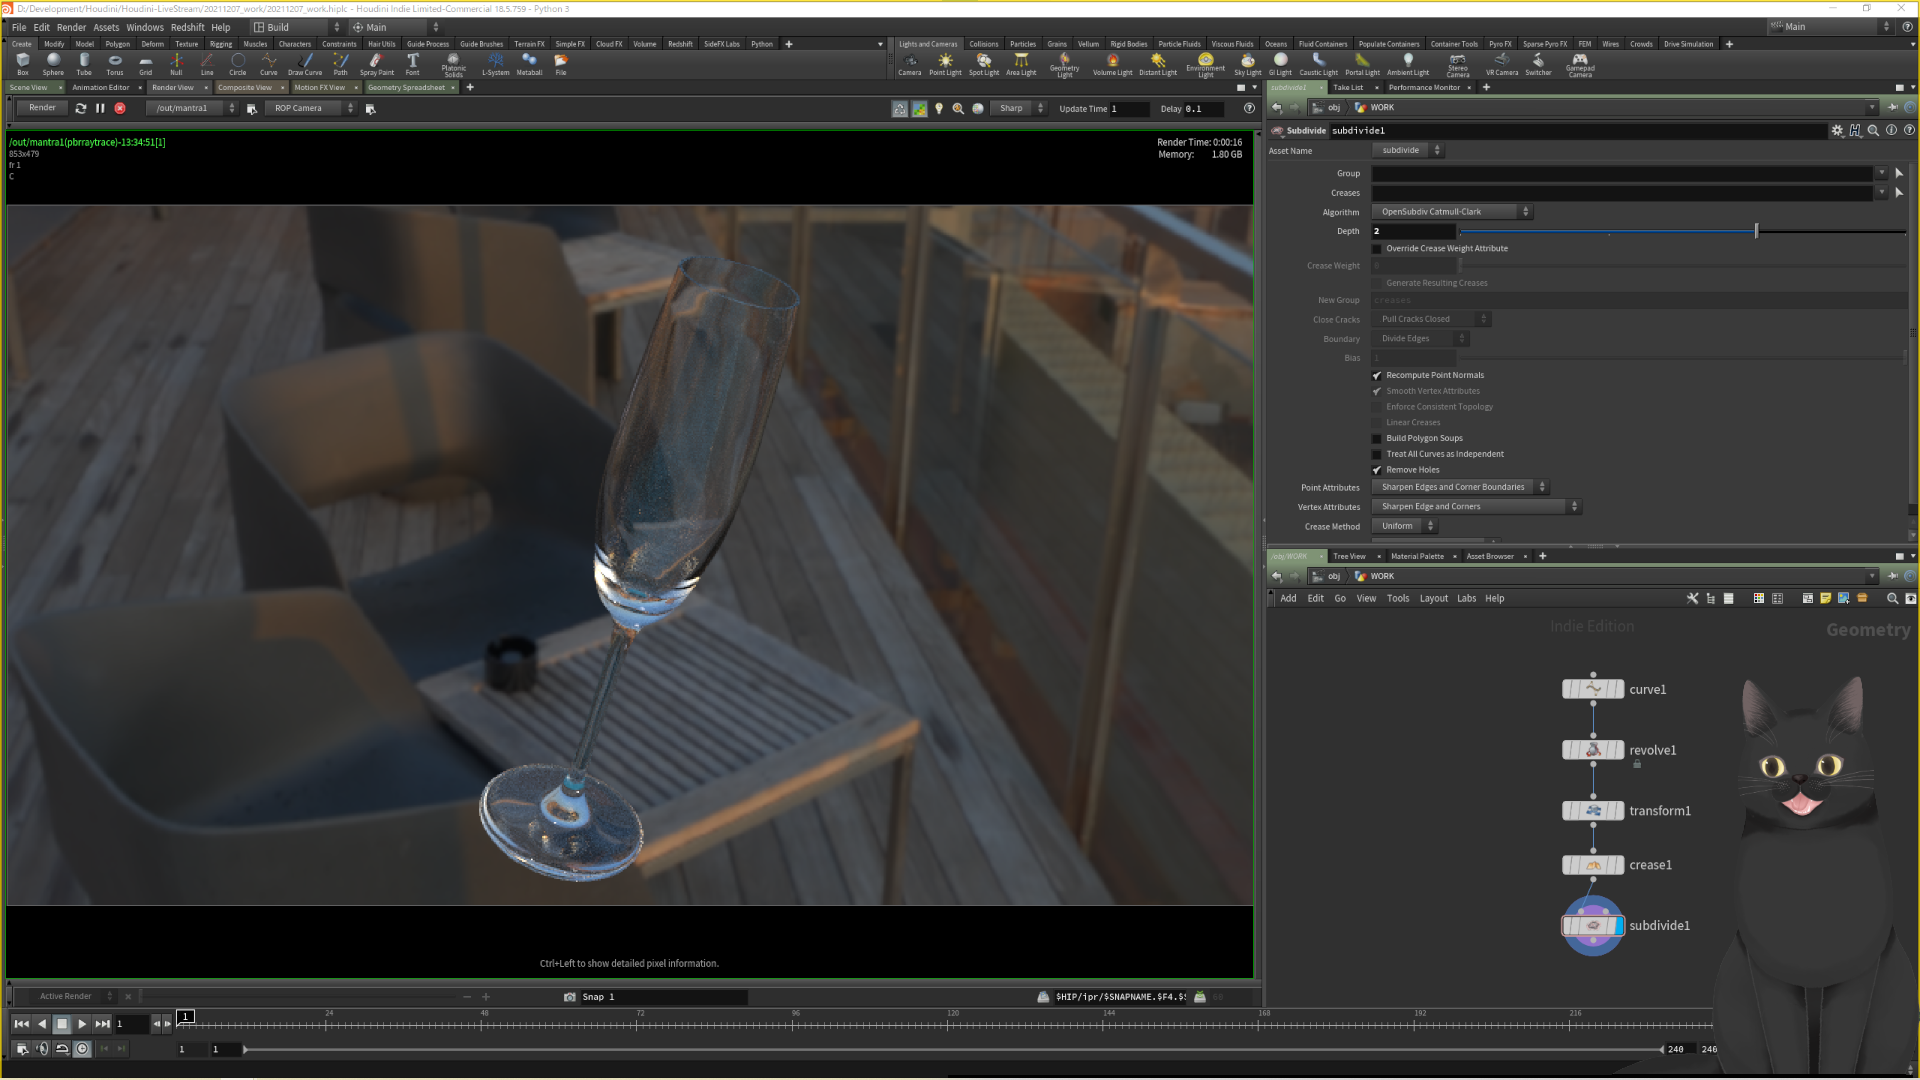 D:/Development/Houdini/Houdini-LiveStream/20211207_work/20211207_work.hiplc - Houdini Indie Limited-Commercial 18.5.759 - Python 3
File Edit Render Assets Windows Redshift Help Build Main Main
Create Modify Model Polygon Deform Texture Rigging Muscles Characters Constraints Hair Utils Guide Process Guide Brushes Terrain FX Simple FX Cloud FX Volume Redshift SideFX Labs Python
Lights and Cameras Collisions Particles Grains Vellum Rigid Bodies Particle Fluids Viscous Fluids Oceans Fluid Containers Populate Containers Container Tools Pyro FX Sparse Pyro FX FEM Wires Crowds Drive Simulation
Box Sphere Tube Torus Grid Null Line Circle Curve Draw Curve Path Spray Paint Font Platonic Solids L-System Metaball File
Camera Point Light Spot Light Area Light Geometry Light Volume Light Distant Light Environment Light Sky Light GI Light Caustic Light Portal Light Ambient Light Stereo Camera VR Camera Switcher Gamepad Camera
Scene View Animation Editor Render View Composite View Motion FX View Geometry Spreadsheet
Render /out/mantra1 ROP Camera Sharp Update Time 1 Delay 0.1
/out/mantra1(pbrraytrace)-13:34:51[1]
853x479
fr 1
C
Render Time: 0:00:16
Memory: 1.80 GB
Ctrl+Left to show detailed pixel information.
Active Render Snap 1 $HIP/ipr/$SNAPNAME.$F4.$
subdivide1 Take List Performance Monitor
obj WORK
Subdivide subdivide1
Asset Name subdivide
Group
Creases
Algorithm OpenSubdiv Catmull-Clark
Depth 2
Override Crease Weight Attribute
Crease Weight 0
Generate Resulting Creases
New Group creases
Close Cracks Pull Cracks Closed
Boundary Divide Edges
Bias 1
Recompute Point Normals
Smooth Vertex Attributes
Enforce Consistent Topology
Linear Creases
Build Polygon Soups
Treat All Curves as Independent
Remove Holes
Point Attributes Sharpen Edges and Corner Boundaries
Vertex Attributes Sharpen Edge and Corners
Crease Method Uniform
/obj/WORK Tree View Material Palette Asset Browser
obj WORK
Add Edit Go View Tools Layout Labs Help
Indie Edition
Geometry
curve1
revolve1
transform1
crease1
subdivide1
1 1 24 48 72 96 120 144 168 192 216
1 1 240 240